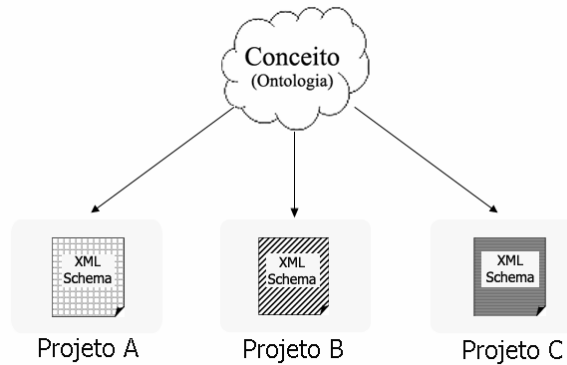 Conceito
(Ontologia)
XML
Schema
XML
Schema
XML
Schema
Projeto A
Projeto B
Projeto C